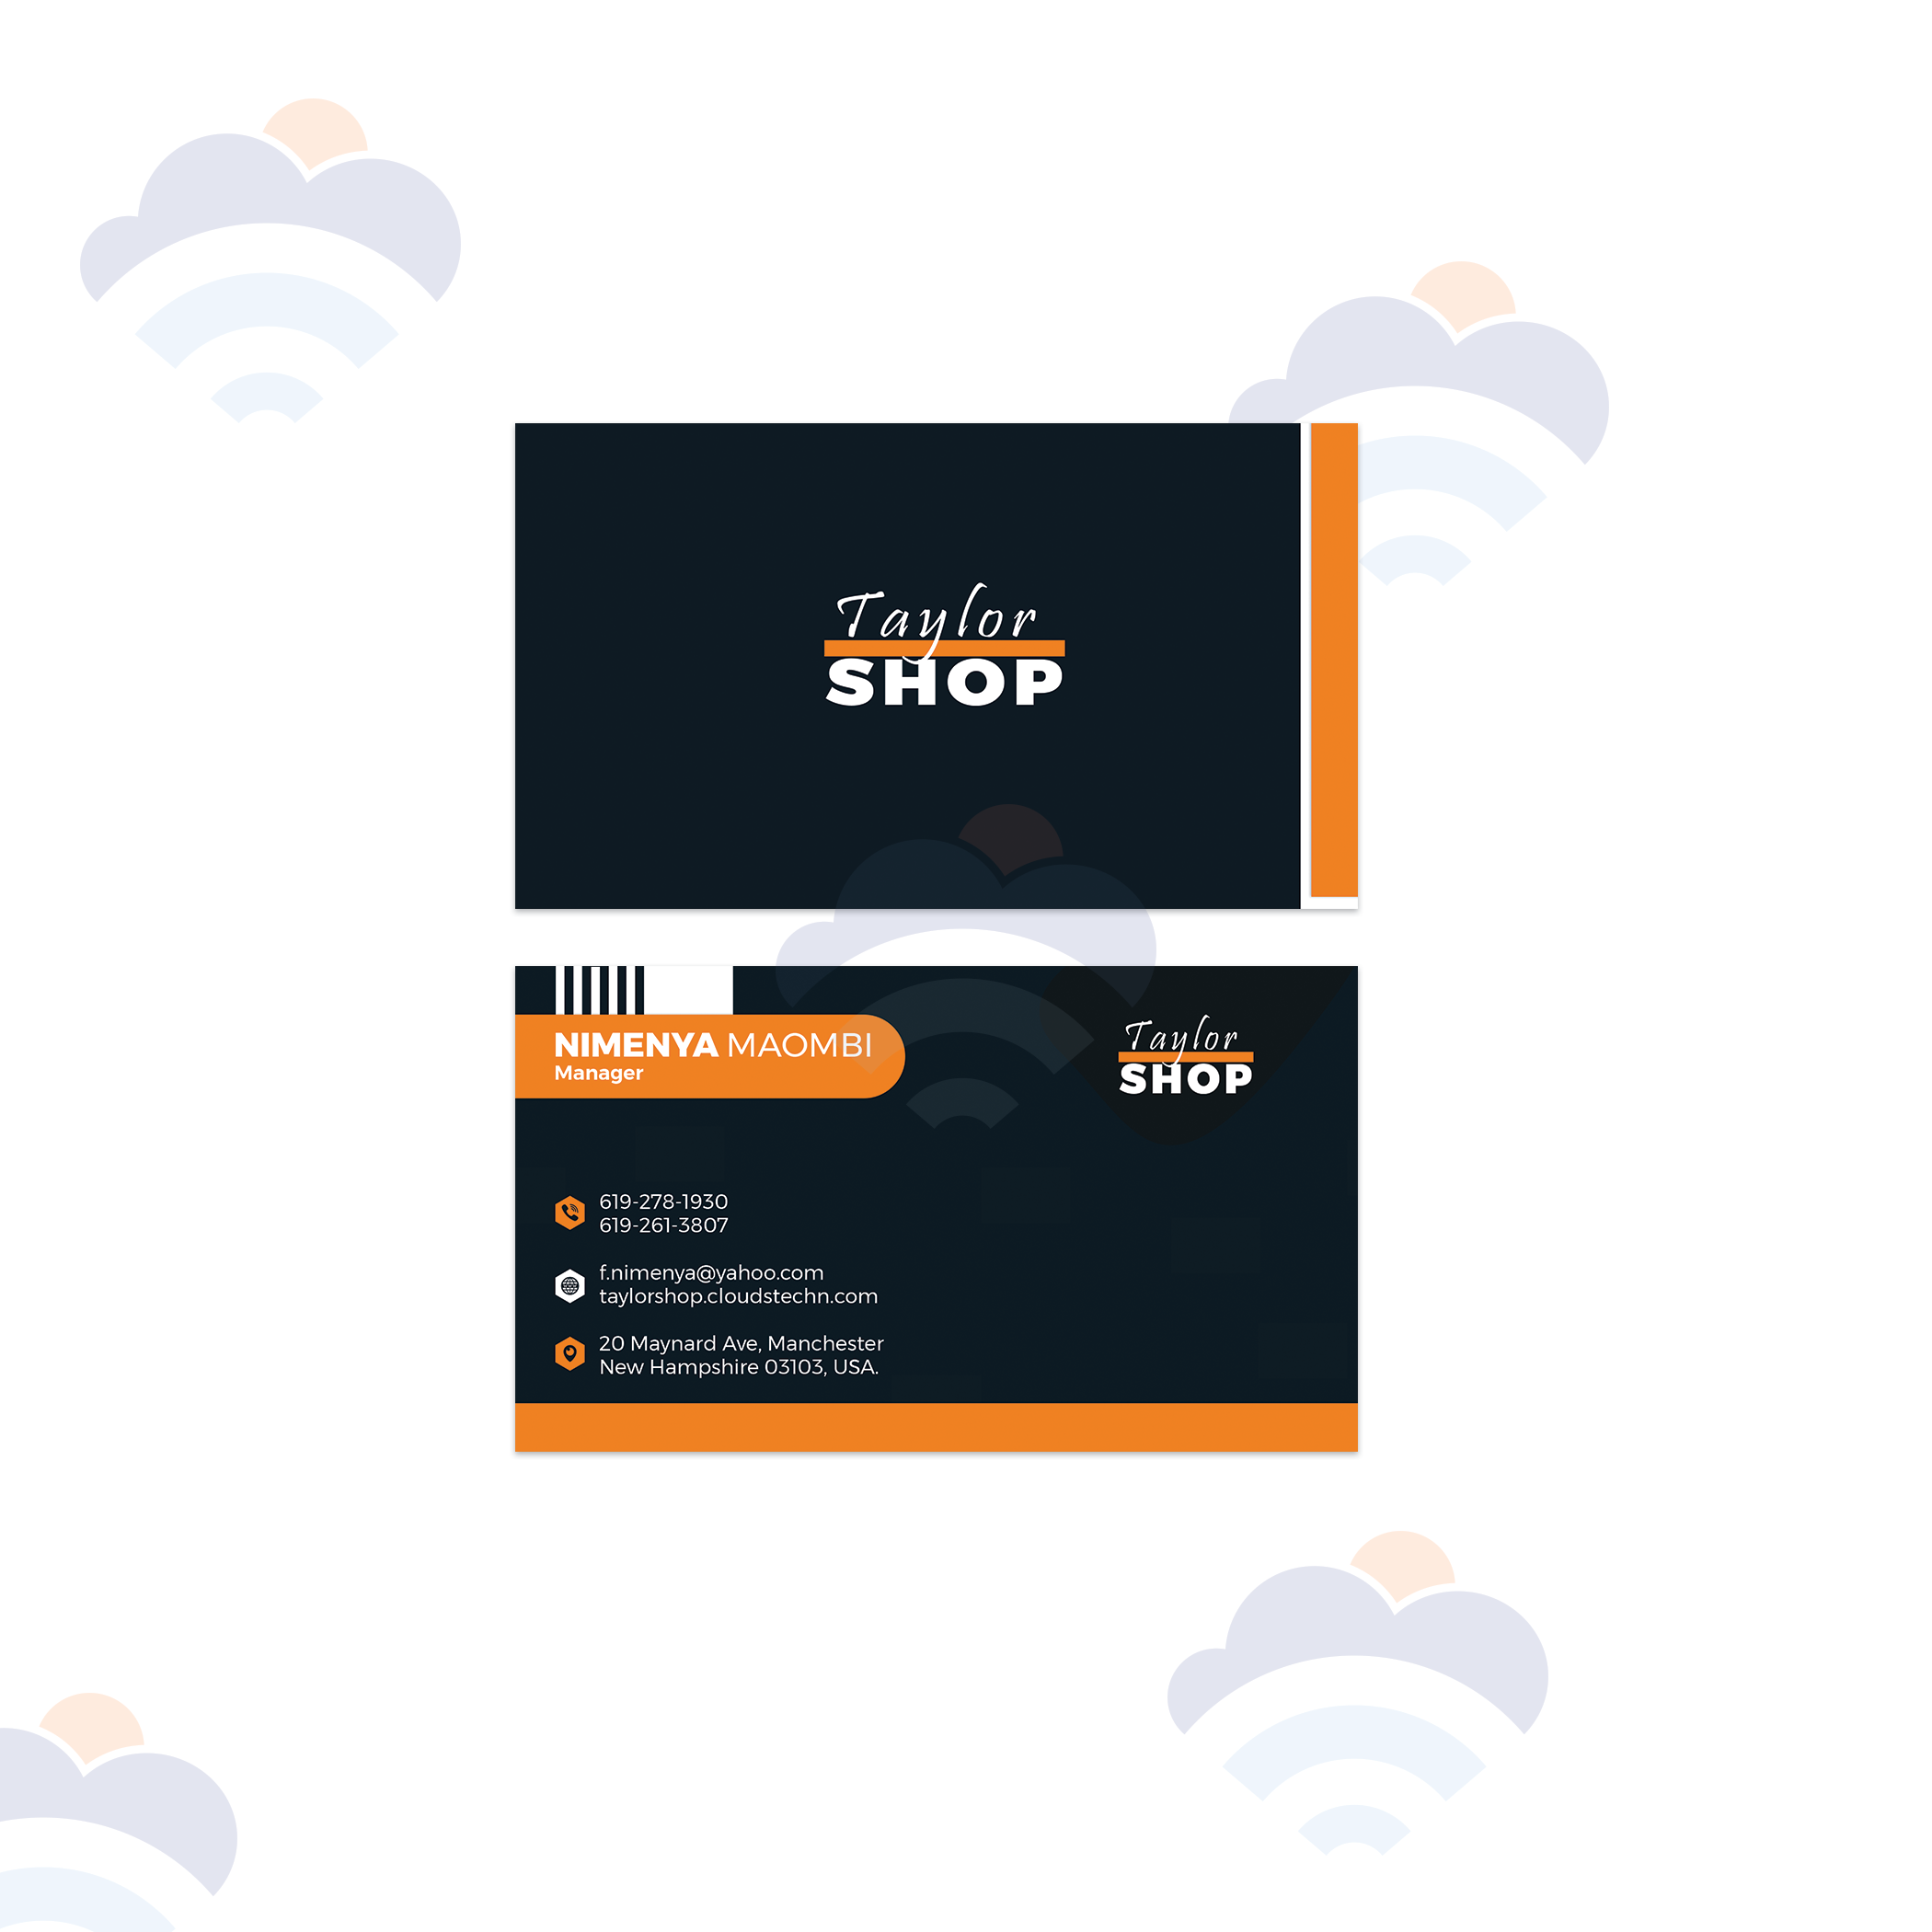 Taylor
SHOP
NIMENYA MAOMBI
Manager
Taylor
SHOP
619-278-1930
619-261-3807
f.nimenya@yahoo.com
taylorshop.cloudstechn.com
20 Maynard Ave, Manchester
New Hampshire 03103, USA.